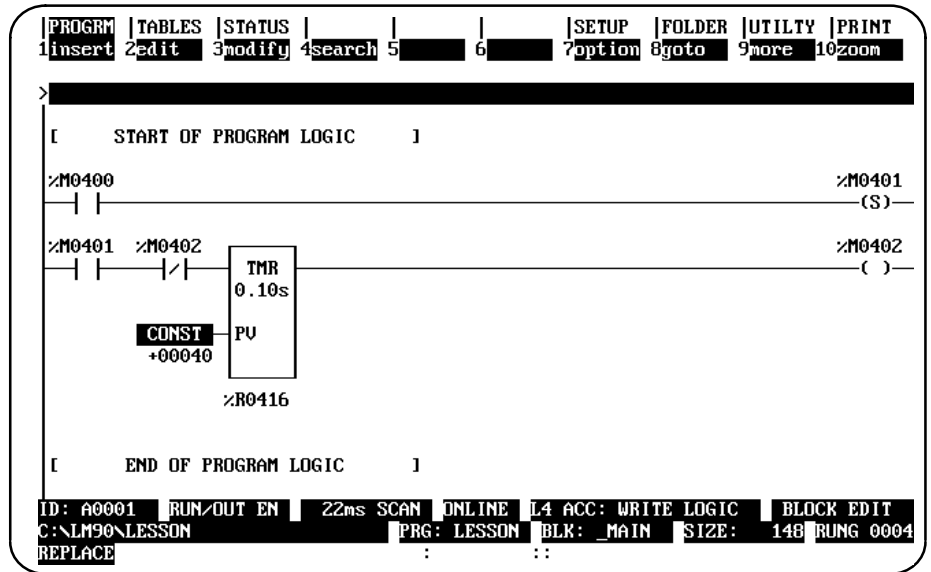 PROGRM |TABLES |STATUS | | |SETUP |FOLDER |UTILTY |PRINT
1insert 2edit 3modify 4search 5 6 7option 8goto 9more 10zoom
>
[ START OF PROGRAM LOGIC ]
%M0400 %M0401
(S)
%M0401 %M0402 %M0402
TMR ( )
0.10s
CONST PV
+00040
%R0416
[ END OF PROGRAM LOGIC ]
ID: A0001 RUN/OUT EN 22ms SCAN ONLINE L4 ACC: WRITE LOGIC BLOCK EDIT
C:\LM90\LESSON PRG: LESSON BLK: _MAIN SIZE: 148 RUNG 0004
REPLACE : ::